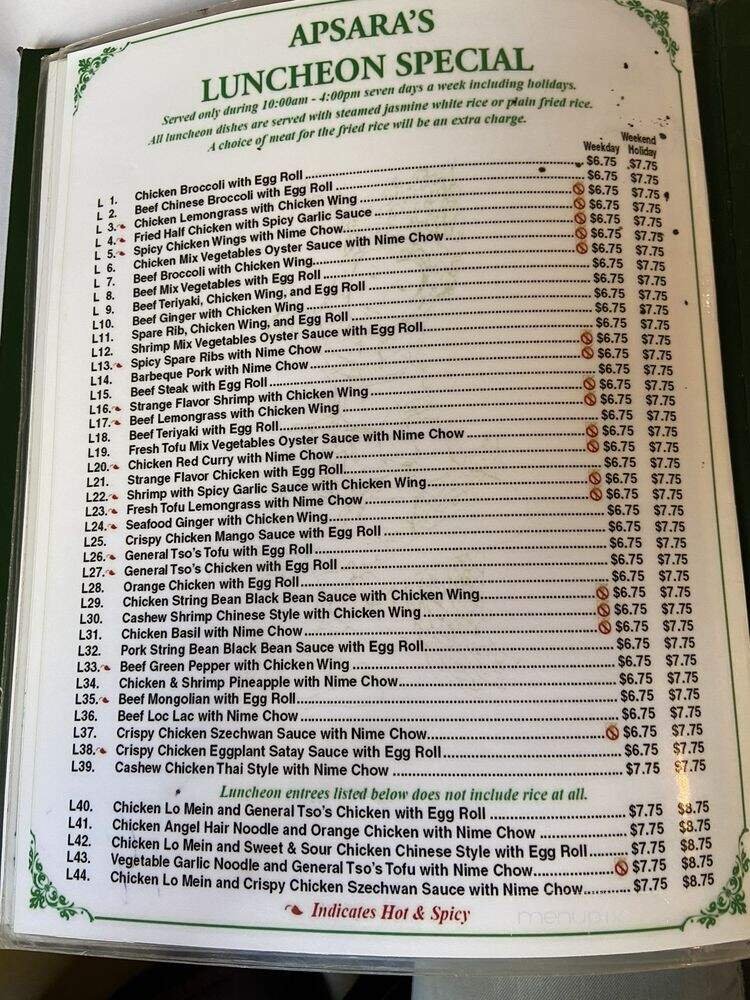 APSARA'S
LUNCHEON SPECIAL
Served only during 10:00am - 4:00pm seven days a week including holidays.
All luncheon dishes are served with steamed jasmine white rice or plain fried rice.
A choice of meat for the fried rice will be an extra charge.
Weekday Weekend Holiday
L 1. Chicken Broccoli with Egg Roll $6.75 $7.75
L 2. Beef Chinese Broccoli with Egg Roll $6.75 $7.75
L 3. Chicken Lemongrass with Chicken Wing $6.75 $7.75
L 4. Fried Half Chicken with Spicy Garlic Sauce $6.75 $7.75
L 5. Spicy Chicken Wings with Nime Chow $6.75 $7.75
L 6. Chicken Mix Vegetables Oyster Sauce with Nime Chow $6.75 $7.75
L 7. Beef Broccoli with Chicken Wing $6.75 $7.75
L 8. Beef Mix Vegetables with Egg Roll $6.75 $7.75
L 9. Beef Teriyaki, Chicken Wing, and Egg Roll $6.75 $7.75
L10. Beef Ginger with Chicken Wing $6.75 $7.75
L11. Spare Rib, Chicken Wing, and Egg Roll $6.75 $7.75
L12. Shrimp Mix Vegetables Oyster Sauce with Egg Roll $6.75 $7.75
L13. Spicy Spare Ribs with Nime Chow $6.75 $7.75
L14. Barbeque Pork with Nime Chow $6.75 $7.75
L15. Beef Steak with Egg Roll $6.75 $7.75
L16. Strange Flavor Shrimp with Chicken Wing $6.75 $7.75
L17. Beef Lemongrass with Chicken Wing $6.75 $7.75
L18. Beef Teriyaki with Egg Roll $6.75 $7.75
L19. Fresh Tofu Mix Vegetables Oyster Sauce with Nime Chow $6.75 $7.75
L20. Chicken Red Curry with Nime Chow $6.75 $7.75
L21. Strange Flavor Chicken with Egg Roll $6.75 $7.75
L22. Shrimp with Spicy Garlic Sauce with Chicken Wing $6.75 $7.75
L23. Fresh Tofu Lemongrass with Nime Chow $6.75 $7.75
L24. Seafood Ginger with Chicken Wing $6.75 $7.75
L25. Crispy Chicken Mango Sauce with Egg Roll $6.75 $7.75
L26. General Tso's Tofu with Egg Roll $6.75 $7.75
L27. General Tso's Chicken with Egg Roll $6.75 $7.75
L28. Orange Chicken with Egg Roll $6.75 $7.75
L29. Chicken String Bean Black Bean Sauce with Chicken Wing $6.75 $7.75
L30. Cashew Shrimp Chinese Style with Chicken Wing $6.75 $7.75
L31. Chicken Basil with Nime Chow $6.75 $7.75
L32. Pork String Bean Black Bean Sauce with Egg Roll $6.75 $7.75
L33. Beef Green Pepper with Chicken Wing $6.75 $7.75
L34. Chicken & Shrimp Pineapple with Nime Chow $6.75 $7.75
L35. Beef Mongolian with Egg Roll $6.75 $7.75
L36. Beef Loc Lac with Nime Chow $6.75 $7.75
L37. Crispy Chicken Szechwan Sauce with Nime Chow $6.75 $7.75
L38. Crispy Chicken Eggplant Satay Sauce with Egg Roll $6.75 $7.75
L39. Cashew Chicken Thai Style with Nime Chow $7.75 $7.75
Luncheon entrees listed below does not include rice at all.
L40. Chicken Lo Mein and General Tso's Chicken with Egg Roll $7.75 $8.75
L41. Chicken Angel Hair Noodle and Orange Chicken with Nime Chow $7.75 $8.75
L42. Chicken Lo Mein and Sweet & Sour Chicken Chinese Style with Egg Roll $7.75 $8.75
L43. Vegetable Garlic Noodle and General Tso's Tofu with Nime Chow $7.75 $8.75
L44. Chicken Lo Mein and Crispy Chicken Szechwan Sauce with Nime Chow $7.75 $8.75
Indicates Hot & Spicy